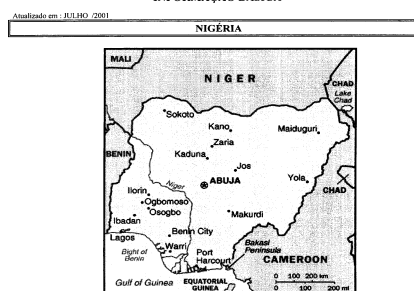 Atualizado em : JULHO /2001
NIGÉRIA
MALI
NIGER
CHAD
Lake
Chad
Sokoto
Kano
Maiduguri
Zaria
Kaduna
BENIN
Jos
Niger
ABUJA
Yola
CHAD
Ilorin
Ogbomoso
Osogbo
Makurdi
Ibadan
Lagos
Benin City
Bight of
Benin
Warri
Port
Harcourt
Bakasi
Peninsula
CAMEROON
Gulf of Guinea
EQUATORIAL
GUINEA
0 100 200 km
0 100 200 mi